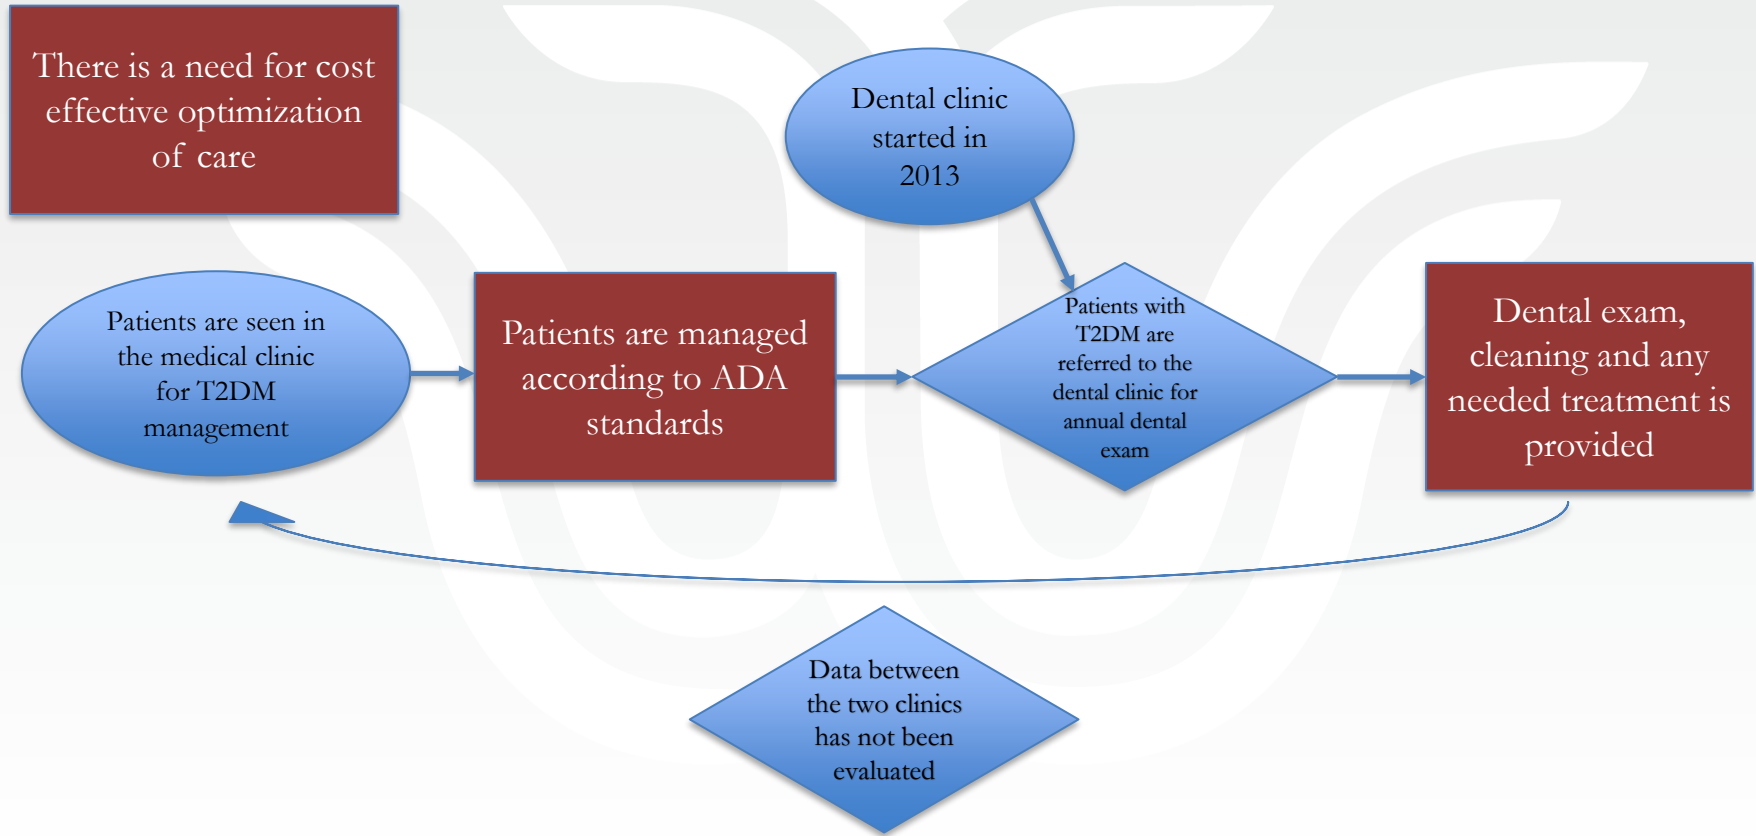 There is a need for cost
effective optimization
of care
Dental clinic
started in
2013
Patients are seen in
the medical clinic
for T2DM
management
Patients are managed
according to ADA
standards
Patients with
T2DM are
referred to the
dental clinic for
annual dental
exam
Dental exam,
cleaning and any
needed treatment is
provided
Data between
the two clinics
has not been
evaluated